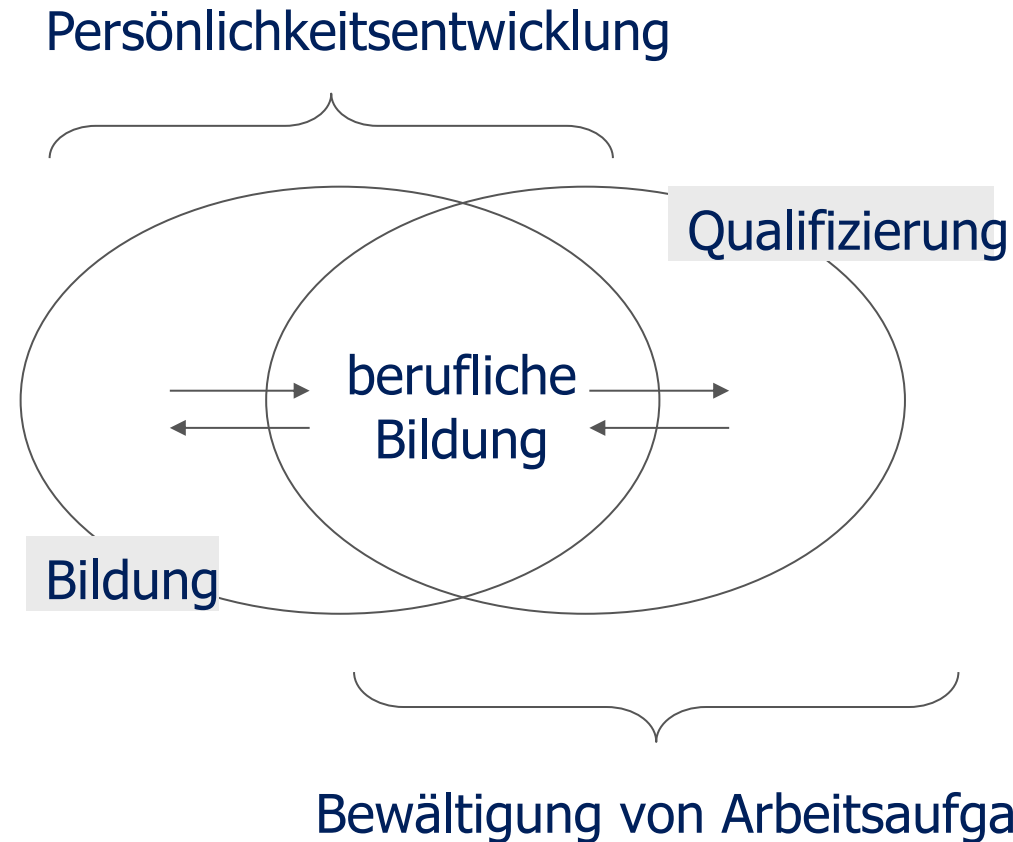 Persönlichkeitsentwicklung
Qualifizierung
berufliche
Bildung
Bildung
Bewältigung von Arbeitsaufga